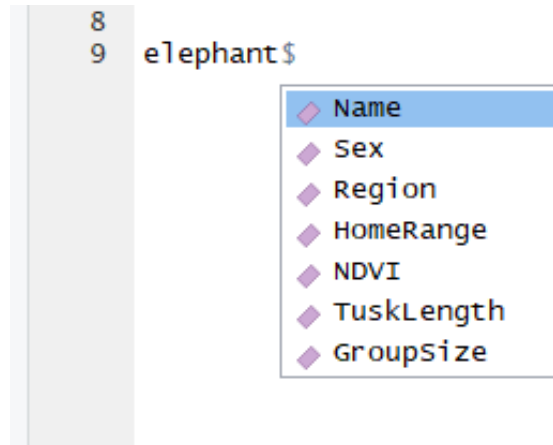 8
9 elephant$
Name
Sex
Region
HomeRange
NDVI
TuskLength
GroupSize